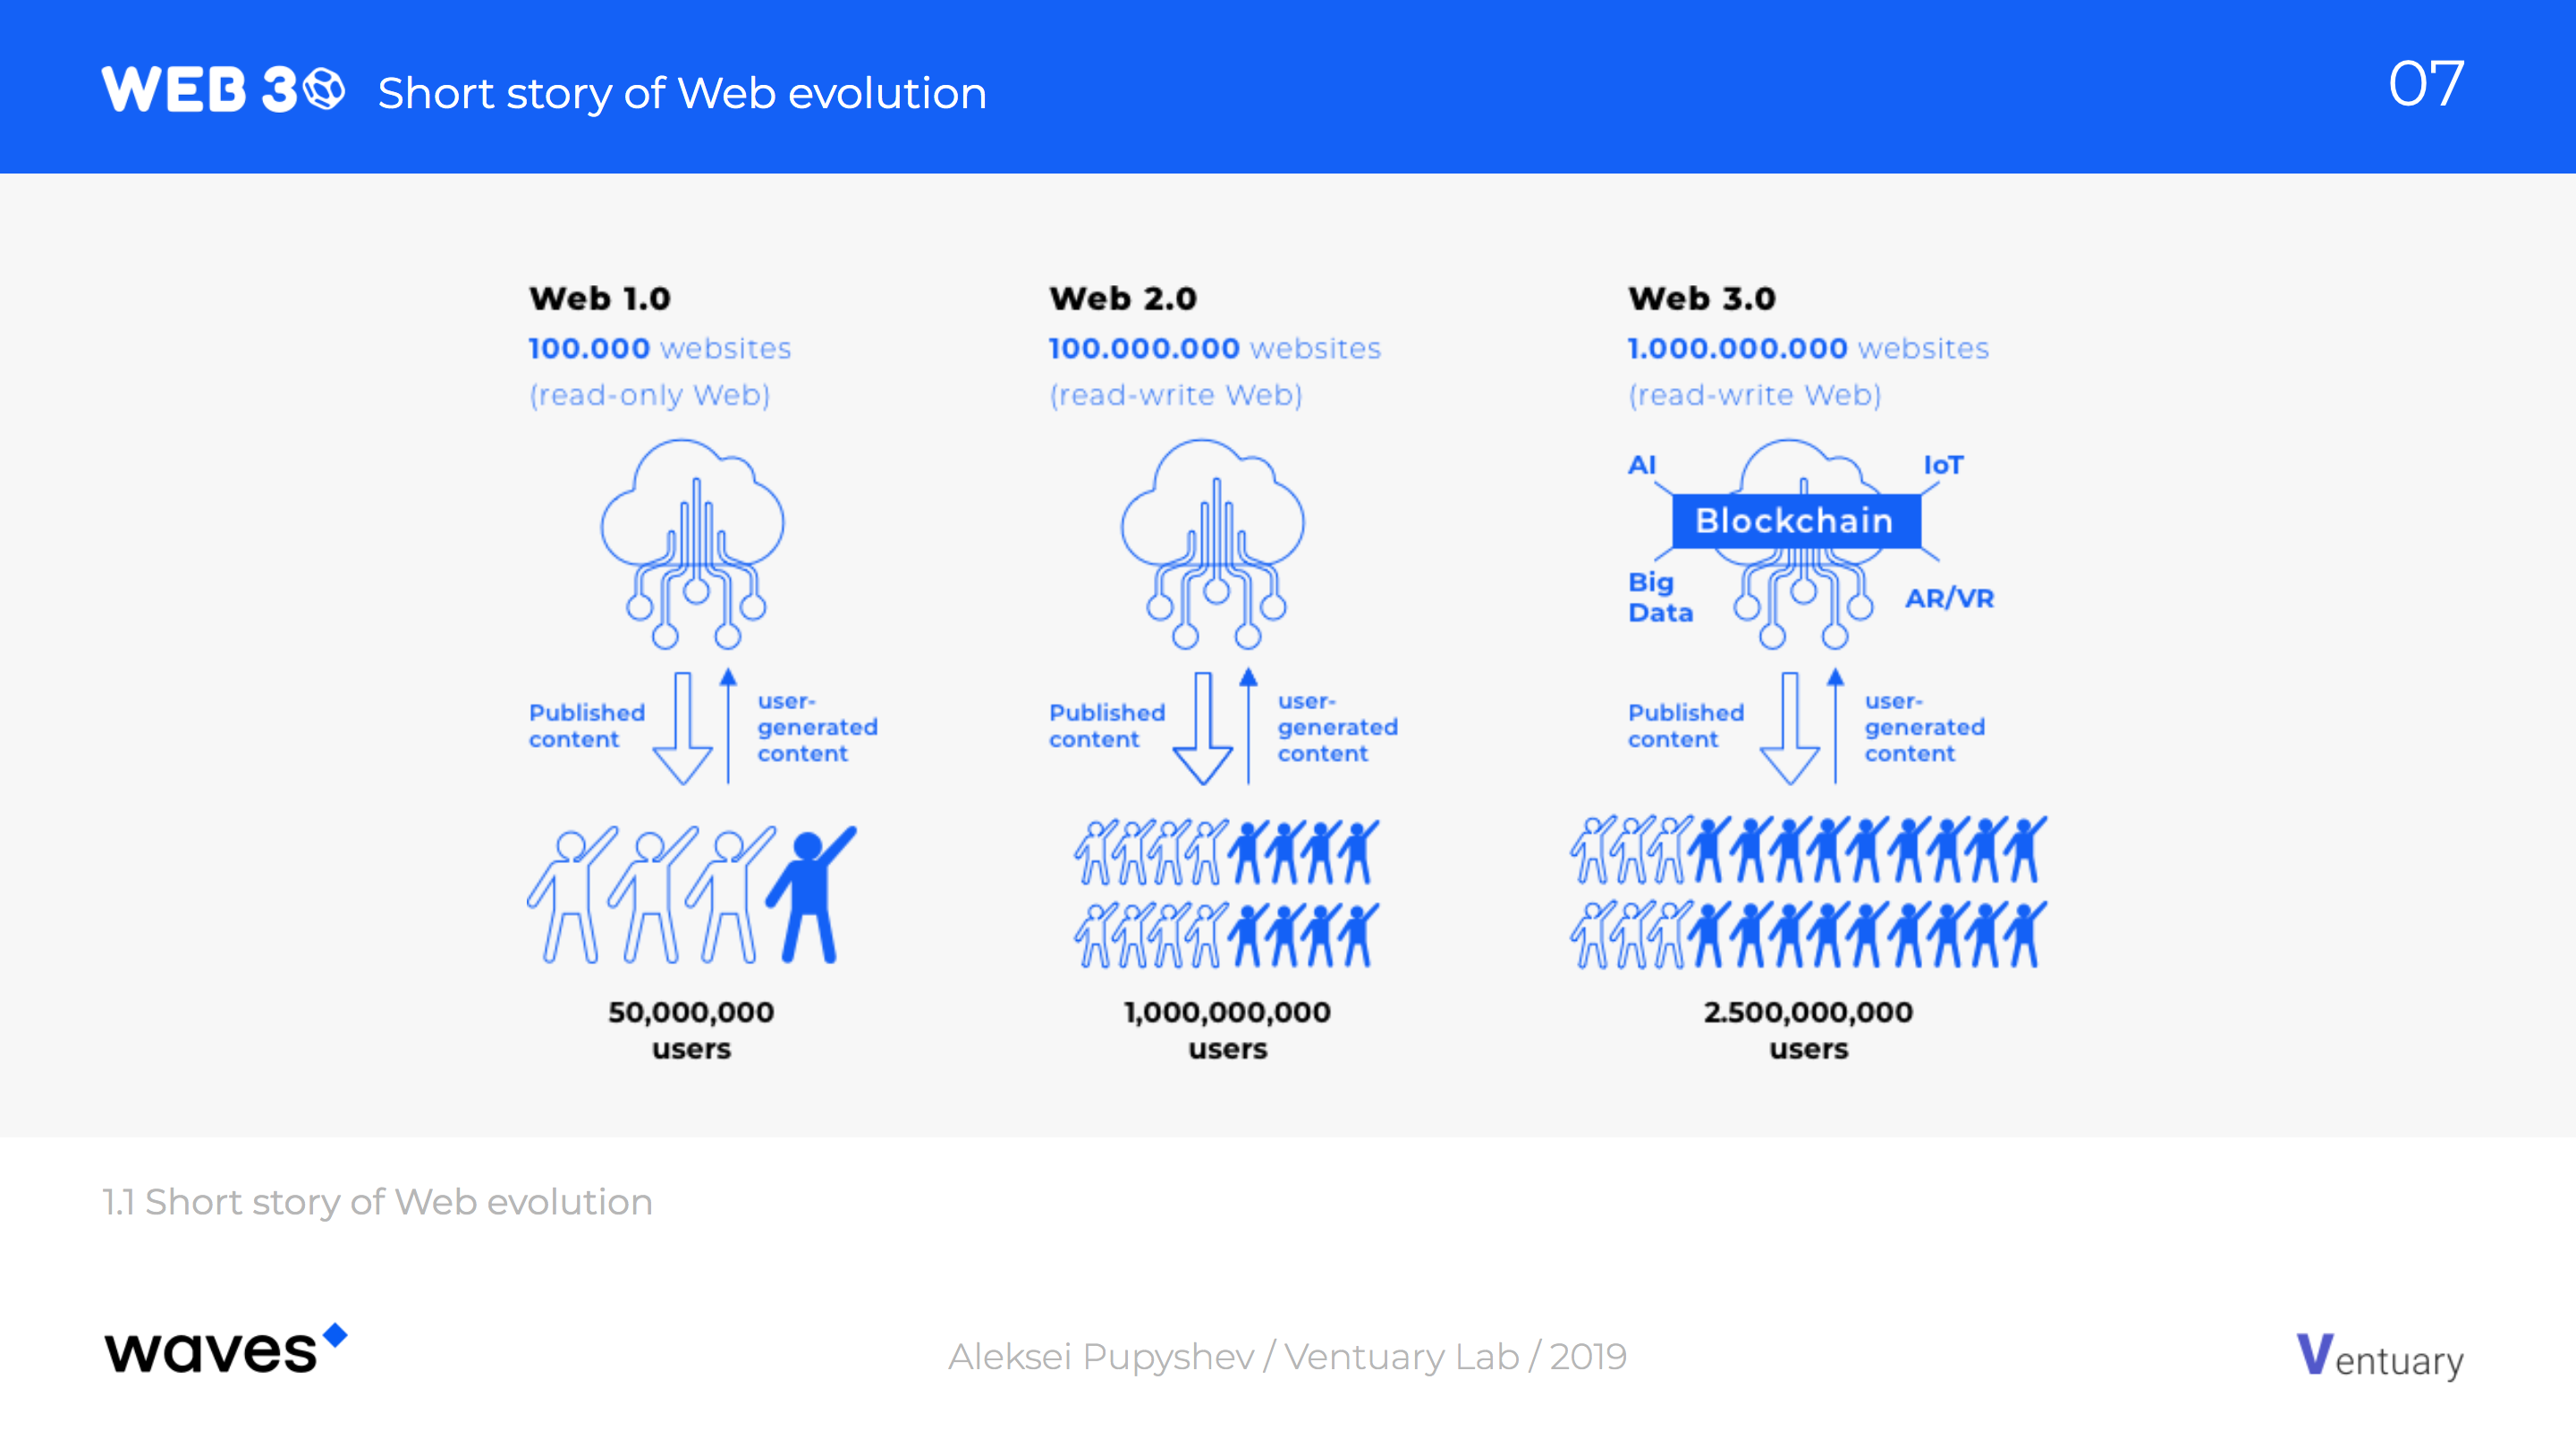 WEB 30 Short story of Web evolution
07
Web 1.0
100.000 websites
(read-only Web)
Published
content
user-
generated
content
50,000,000
users
Web 2.0
100.000.000 websites
(read-write Web)
Published
content
user-
generated
content
1,000,000,000
users
Web 3.0
1.000.000.000 websites
(read-write Web)
AI
IoT
Blockchain
Big
Data
AR/VR
Published
content
user-
generated
content
2.500,000,000
users
1.1 Short story of Web evolution
waves
Aleksei Pupyshev / Ventuary Lab / 2019
Ventuary